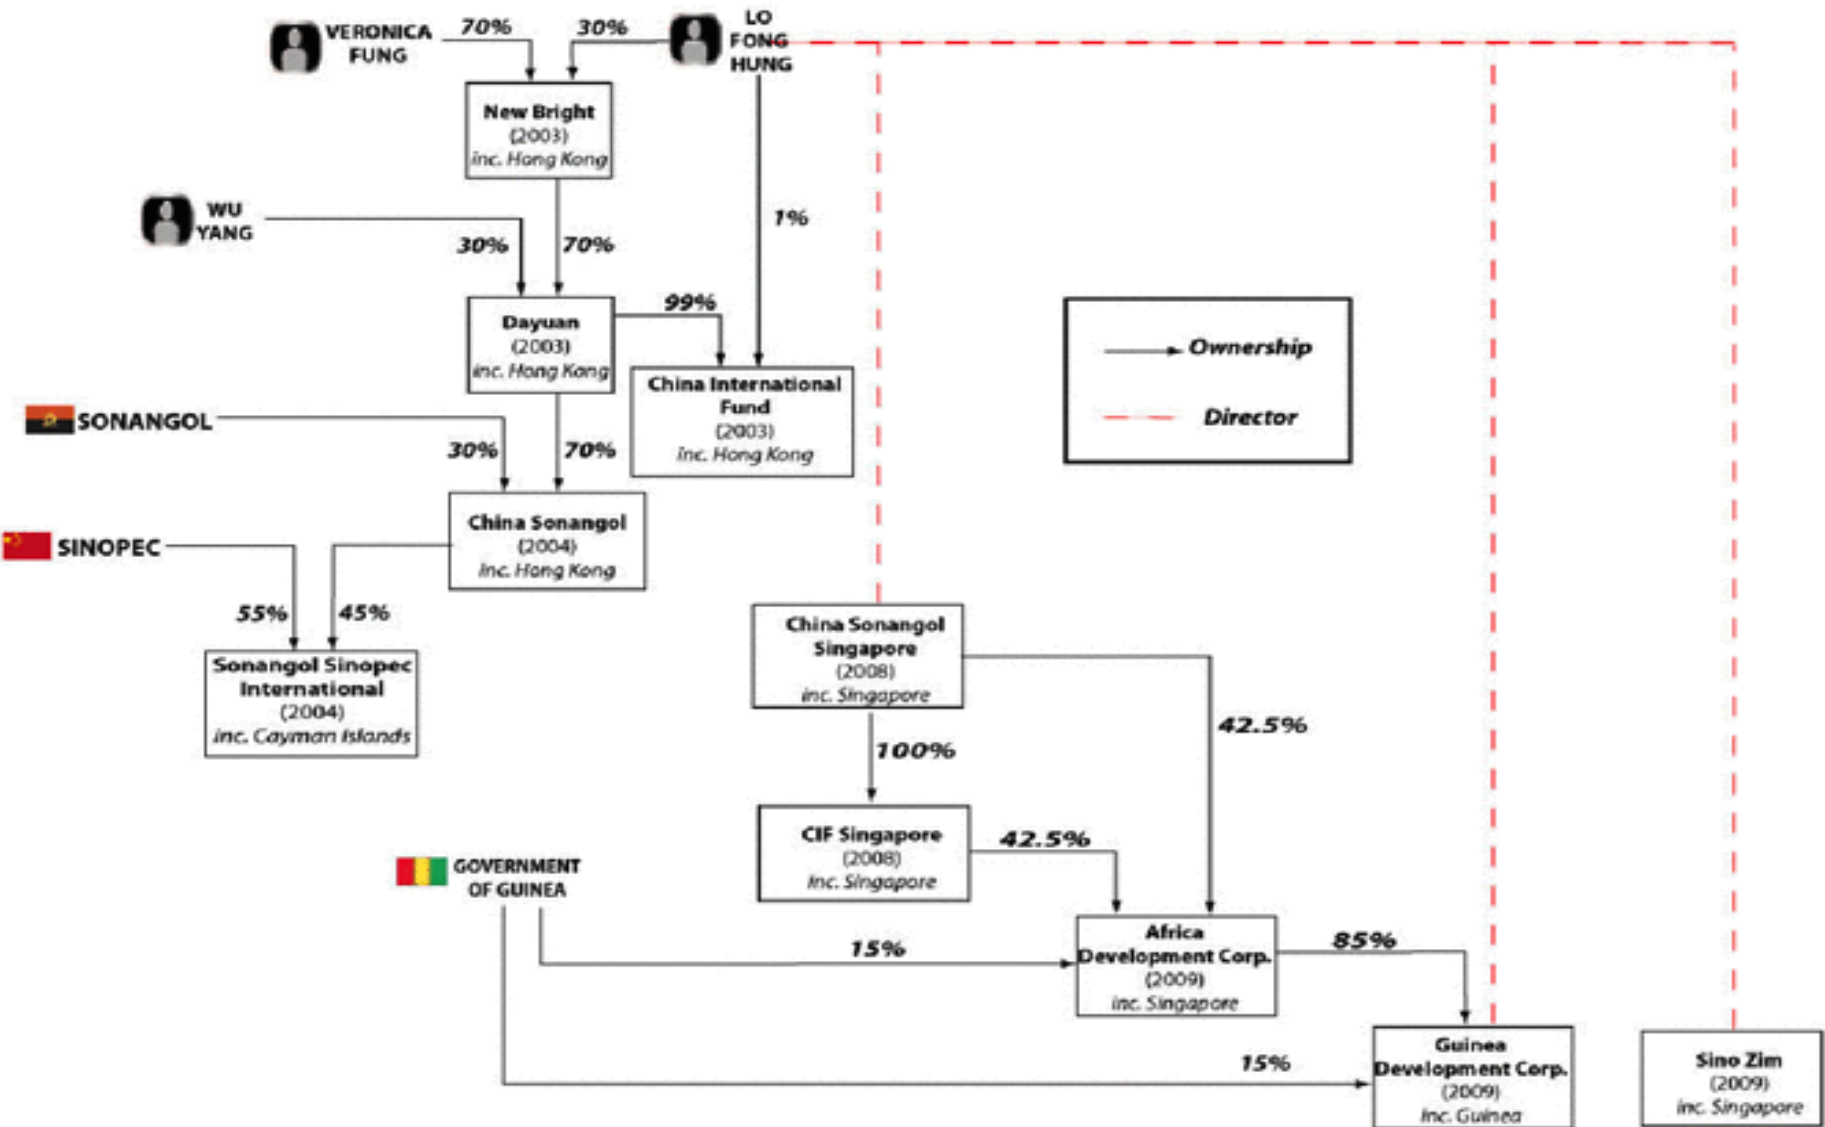 VERONICA
FUNG
70%
30%
LO
FONG
HUNG
New Bright
(2003)
inc. Hong Kong
WU
YANG
30%
70%
1%
Dayuan
(2003)
inc. Hong Kong
99%
China International
Fund
(2003)
inc. Hong Kong
Ownership
Director
SONANGOL
30%
70%
China Sonangol
(2004)
inc. Hong Kong
SINOPEC
55%
45%
Sonangol Sinopec
International
(2004)
inc. Cayman Islands
China Sonangol
Singapore
(2008)
inc. Singapore
42.5%
100%
CIF Singapore
(2008)
inc. Singapore
42.5%
GOVERNMENT
OF GUINEA
15%
Africa
Development Corp.
(2009)
inc. Singapore
85%
15%
Guinea
Development Corp.
(2009)
inc. Guinea
Sino Zim
(2009)
inc. Singapore